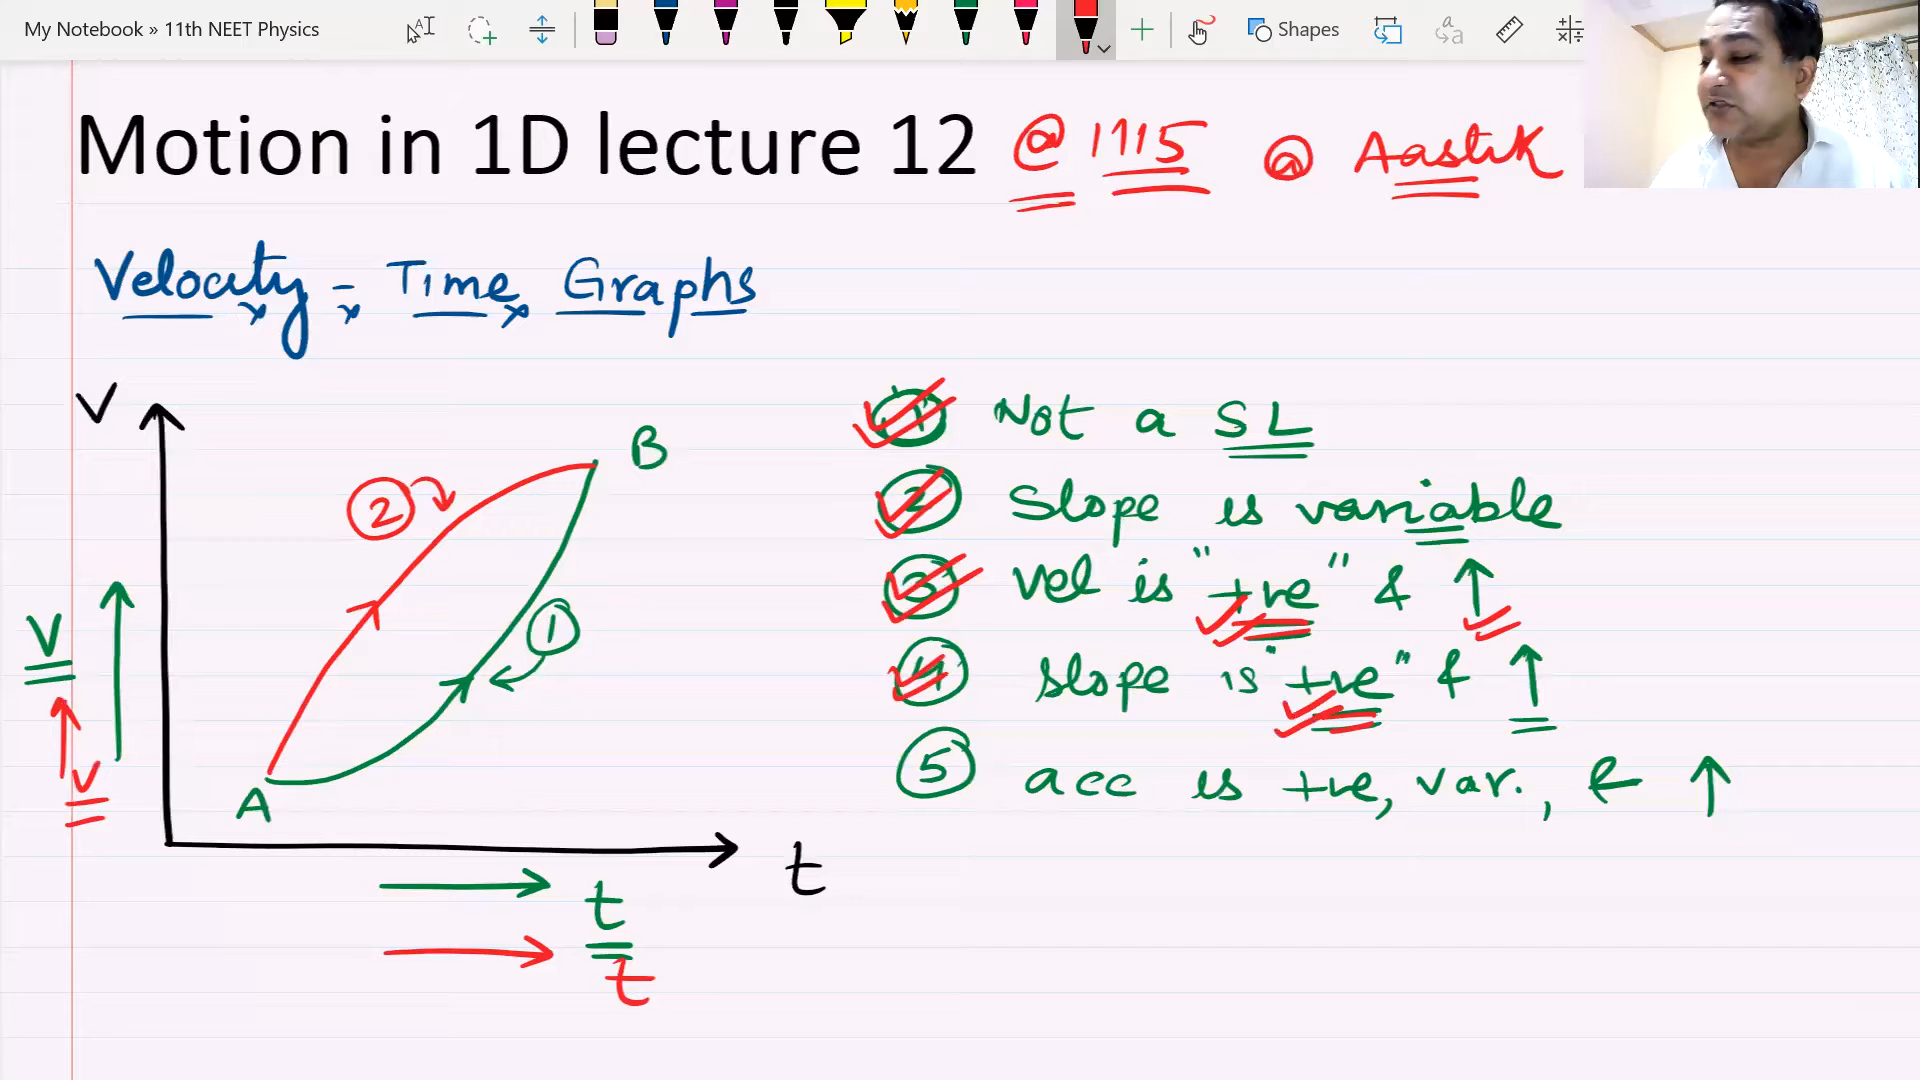 My Notebook » 11th NEET Physics
Shapes
Motion in 1D lecture 12 @ 1115 @ Aastik
Velocity - Time Graphs
V
B
2
1
V
V
A
t
t
t
1 Not a SL
2 Slope is variable
3 Vel is "+ve" & ↑
4 Slope is "+ve" & ↑
5 acc is +ve, var., & ↑